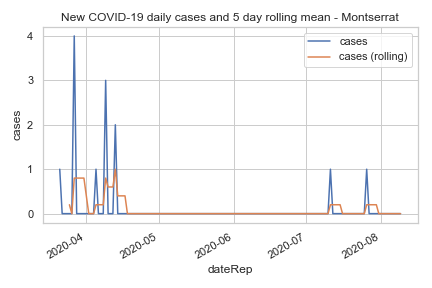 New COVID-19 daily cases and 5 day rolling mean - Montserrat
cases
cases (rolling)
4
3
2
1
0
cases
2020-04
2020-05
2020-06
2020-07
2020-08
dateRep